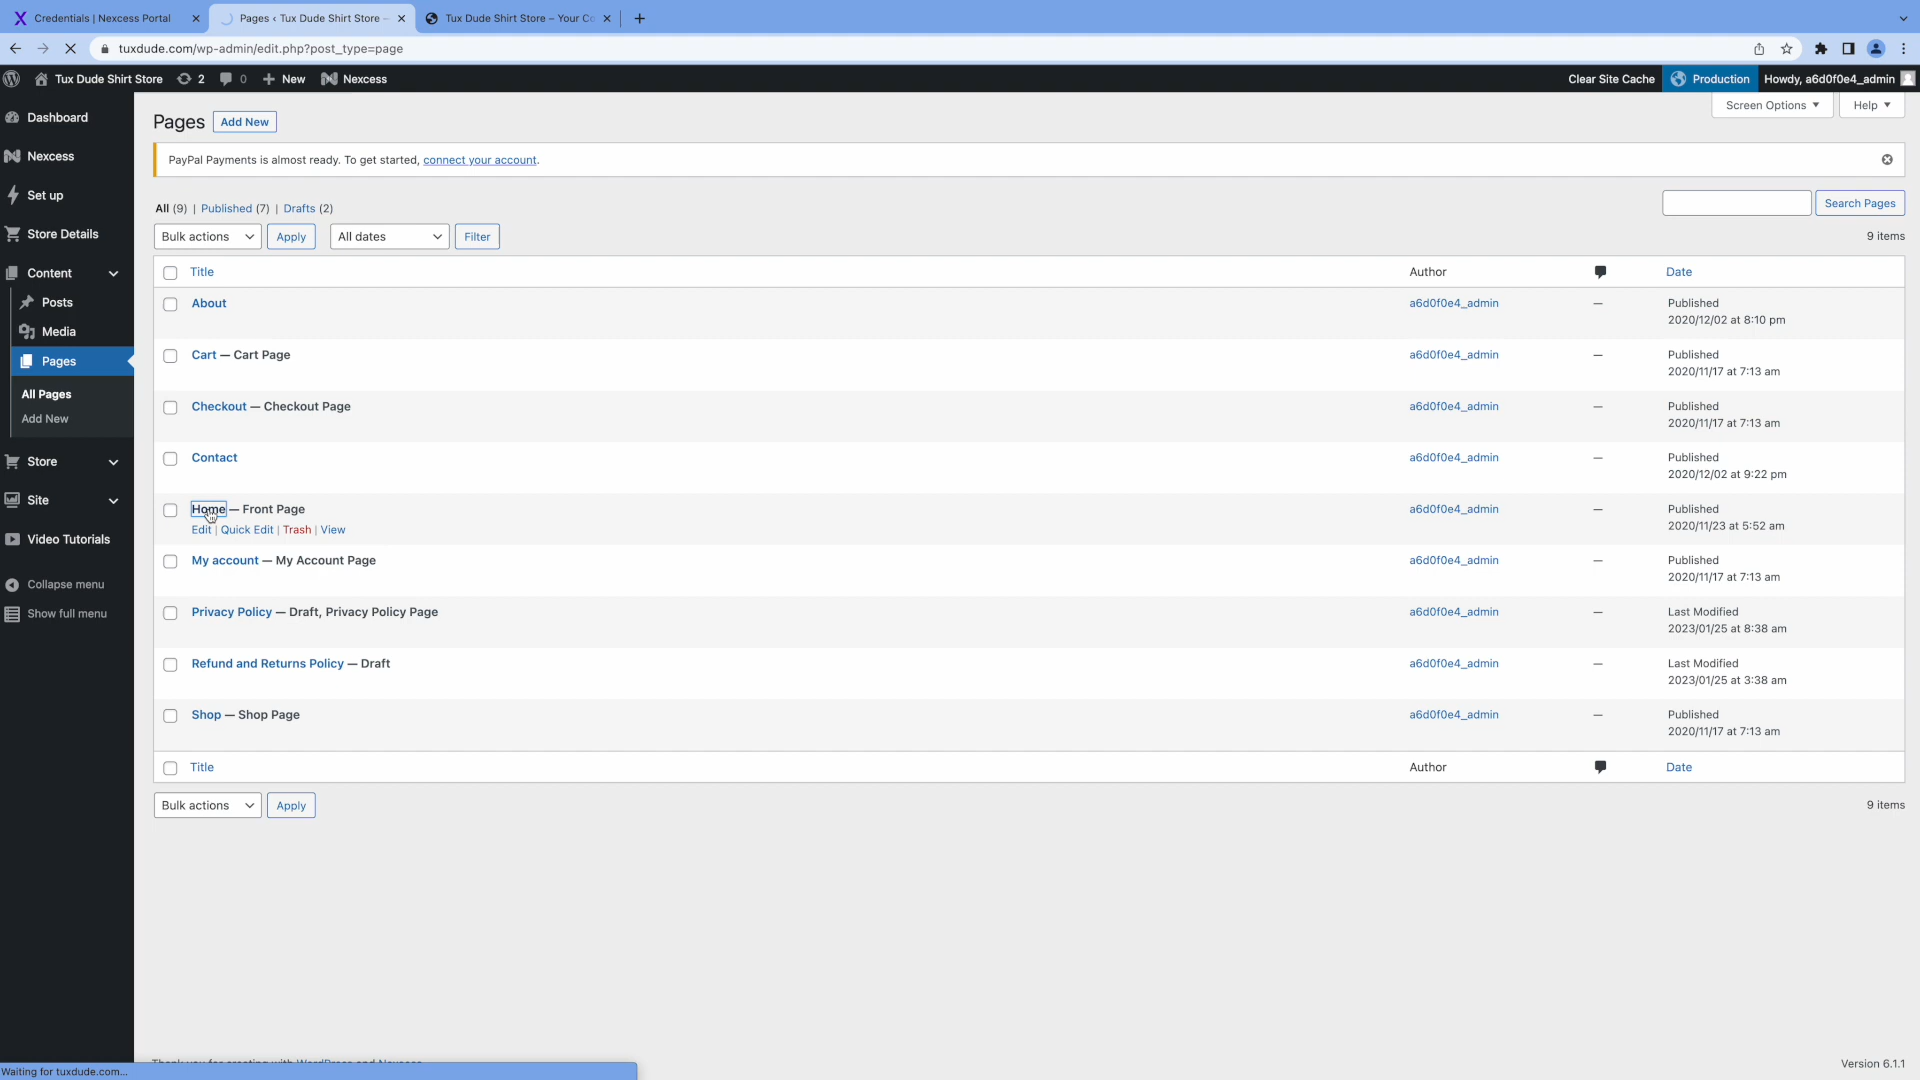 Credentials | Nexcess Portal
Pages ‹ Tux Dude Shirt Store –
Tux Dude Shirt Store – Your Co
tuxdude.com/wp-admin/edit.php?post_type=page
Tux Dude Shirt Store 2 0 New Nexcess
Clear Site Cache Production Howdy, a6d0f0e4_admin
Screen Options Help
Dashboard
Nexcess
Set up
Store Details
Content
Posts
Media
Pages
All Pages
Add New
Store
Site
Video Tutorials
Collapse menu
Show full menu
Pages Add New
PayPal Payments is almost ready. To get started, connect your account.
All (9) | Published (7) | Drafts (2)
Search Pages
Bulk actions Apply All dates Filter
9 items
Title Author Date
About a6d0f0e4_admin — Published
2020/12/02 at 8:10 pm
Cart — Cart Page a6d0f0e4_admin — Published
2020/11/17 at 7:13 am
Checkout — Checkout Page a6d0f0e4_admin — Published
2020/11/17 at 7:13 am
Contact a6d0f0e4_admin — Published
2020/12/02 at 9:22 pm
Home — Front Page a6d0f0e4_admin — Published
Edit | Quick Edit | Trash | View 2020/11/23 at 5:52 am
My account — My Account Page a6d0f0e4_admin — Published
2020/11/17 at 7:13 am
Privacy Policy — Draft, Privacy Policy Page a6d0f0e4_admin — Last Modified
2023/01/25 at 8:38 am
Refund and Returns Policy — Draft a6d0f0e4_admin — Last Modified
2023/01/25 at 3:38 am
Shop — Shop Page a6d0f0e4_admin — Published
2020/11/17 at 7:13 am
Title Author Date
Bulk actions Apply
9 items
Thank you for creating with WordPress and Nexcess.
Version 6.1.1
Waiting for tuxdude.com...